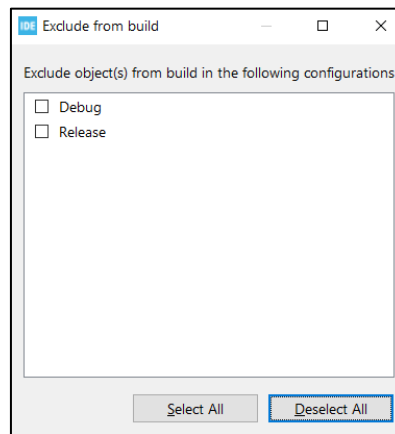 IDE Exclude from build
Exclude object(s) from build in the following configurations
Debug
Release
Select All
Deselect All